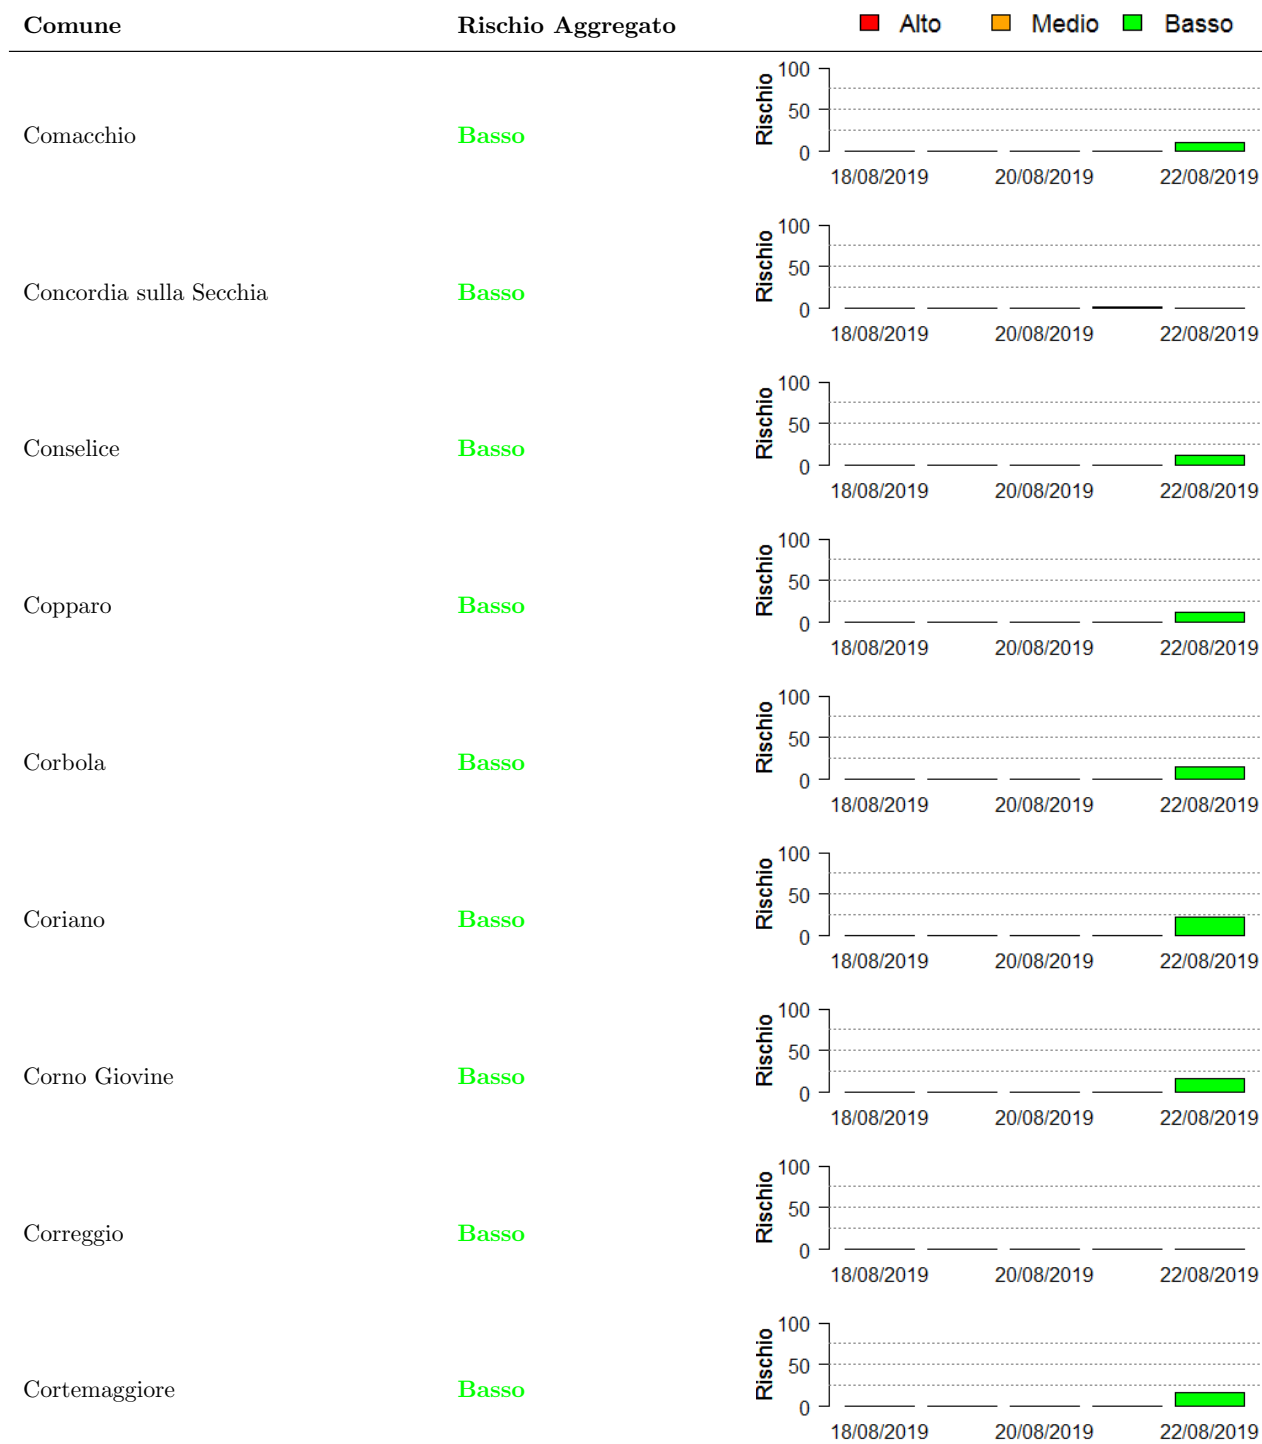 Comune Rischio Aggregato Alto Medio Basso
Comacchio Basso
Rischio
100
50
0
18/08/2019 20/08/2019 22/08/2019
Concordia sulla Secchia Basso
Rischio
100
50
0
18/08/2019 20/08/2019 22/08/2019
Conselice Basso
Rischio
100
50
0
18/08/2019 20/08/2019 22/08/2019
Copparo Basso
Rischio
100
50
0
18/08/2019 20/08/2019 22/08/2019
Corbola Basso
Rischio
100
50
0
18/08/2019 20/08/2019 22/08/2019
Coriano Basso
Rischio
100
50
0
18/08/2019 20/08/2019 22/08/2019
Corno Giovine Basso
Rischio
100
50
0
18/08/2019 20/08/2019 22/08/2019
Correggio Basso
Rischio
100
50
0
18/08/2019 20/08/2019 22/08/2019
Cortemaggiore Basso
Rischio
100
50
0
18/08/2019 20/08/2019 22/08/2019